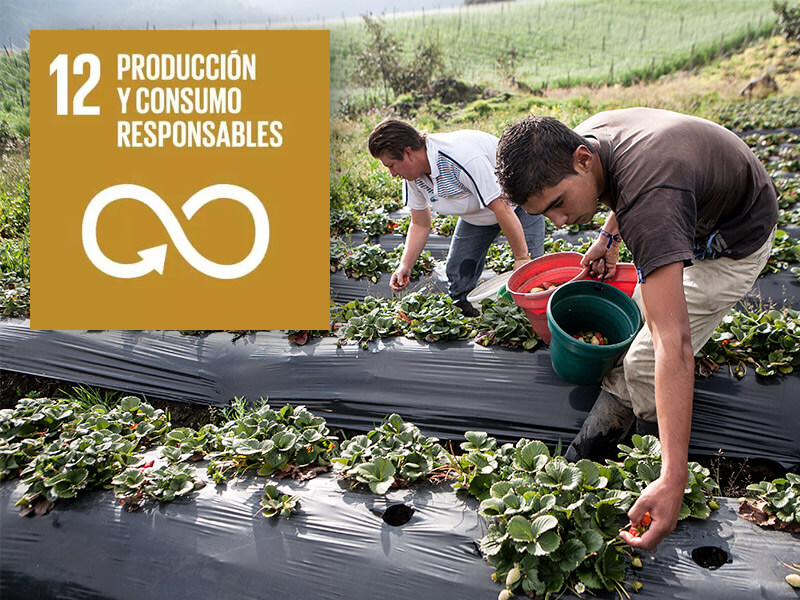 12 PRODUCCIÓN
Y CONSUMO
RESPONSABLES